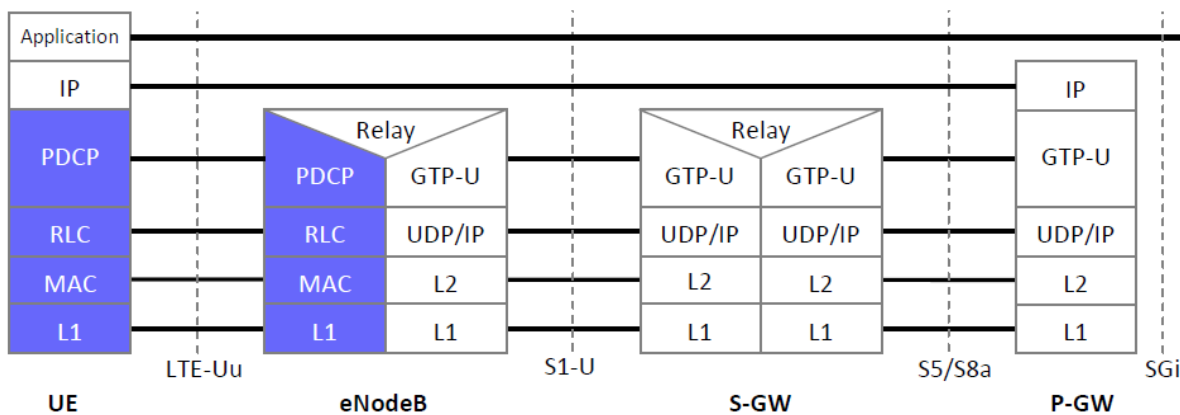 Application
IP IP
Relay Relay
PDCP PDCP GTP-U GTP-U GTP-U GTP-U
RLC RLC UDP/IP UDP/IP UDP/IP UDP/IP
MAC MAC L2 L2 L2 L2
L1 L1 L1 L1 L1 L1
LTE-Uu S1-U S5/S8a SGi
UE eNodeB S-GW P-GW